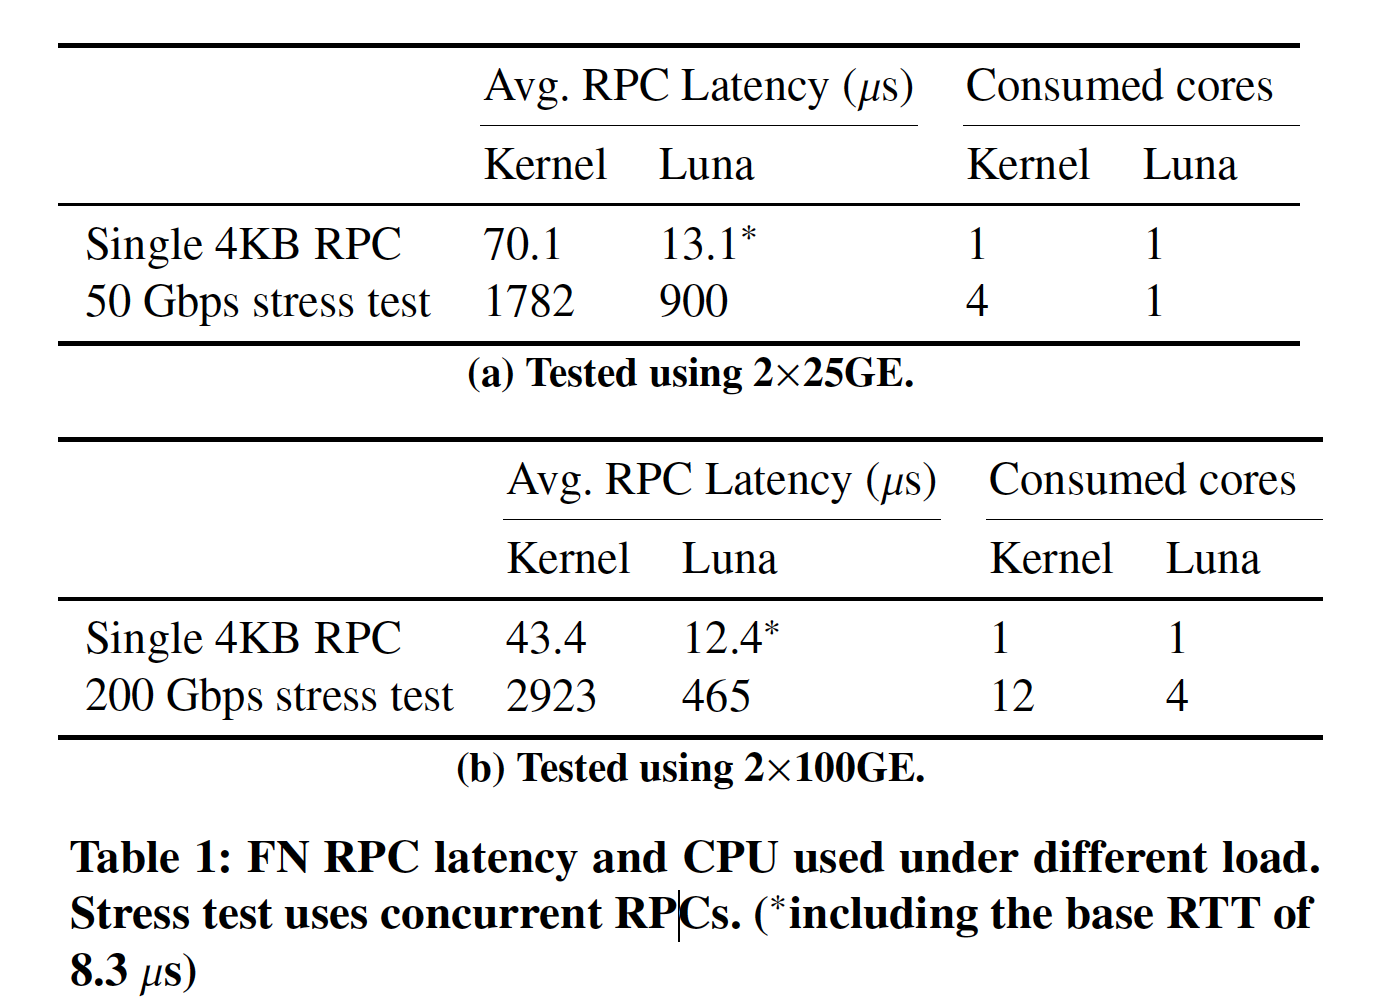 Avg. RPC Latency (μs) Consumed cores
Kernel Luna Kernel Luna
Single 4KB RPC 70.1 13.1* 1 1
50 Gbps stress test 1782 900 4 1
(a) Tested using 2×25GE.
Avg. RPC Latency (μs) Consumed cores
Kernel Luna Kernel Luna
Single 4KB RPC 43.4 12.4* 1 1
200 Gbps stress test 2923 465 12 4
(b) Tested using 2×100GE.
Table 1: FN RPC latency and CPU used under different load.
Stress test uses concurrent RPCs. (*including the base RTT of
8.3 μs)